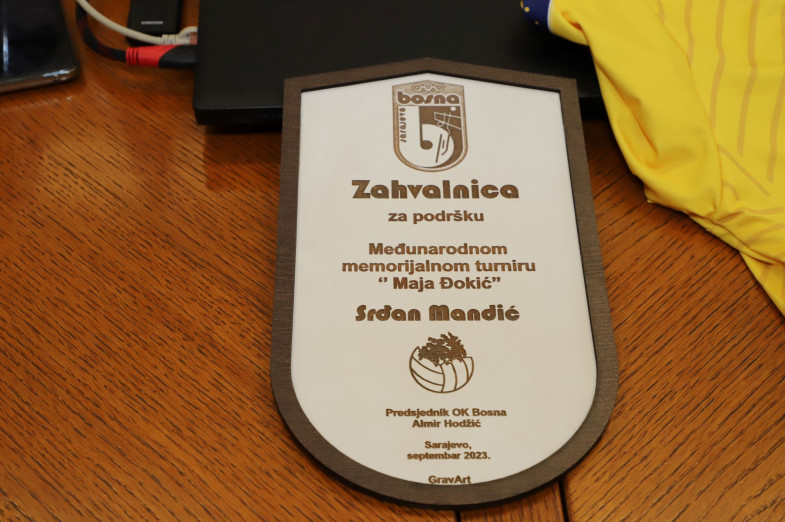 bosna
sarajevo
Zahvalnica
za podršku
Međunarodnom
memorijalnom turniru
‘’ Maja Đokić”
Srđan Mandić
Predsjednik OK Bosna
Almir Hodžić
Sarajevo,
septembar 2023.
GravArt